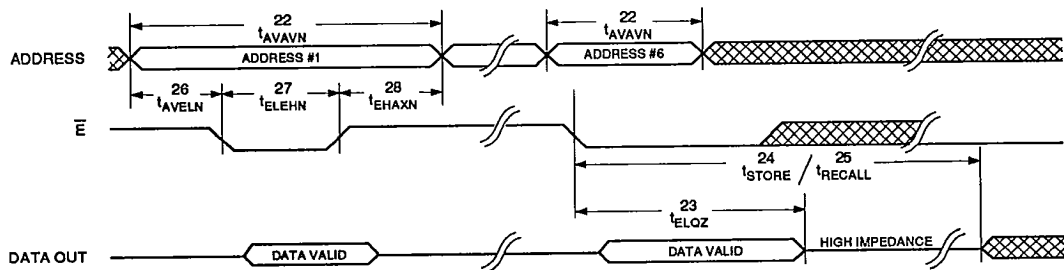 22
tAVAVN
22
tAVAVN
ADDRESS
ADDRESS #1
ADDRESS #6
26
tAVELN
27
tELEHN
28
tEHAXN
E
24
tSTORE
/
25
tRECALL
23
tELQZ
DATA OUT
DATA VALID
DATA VALID
HIGH IMPEDANCE